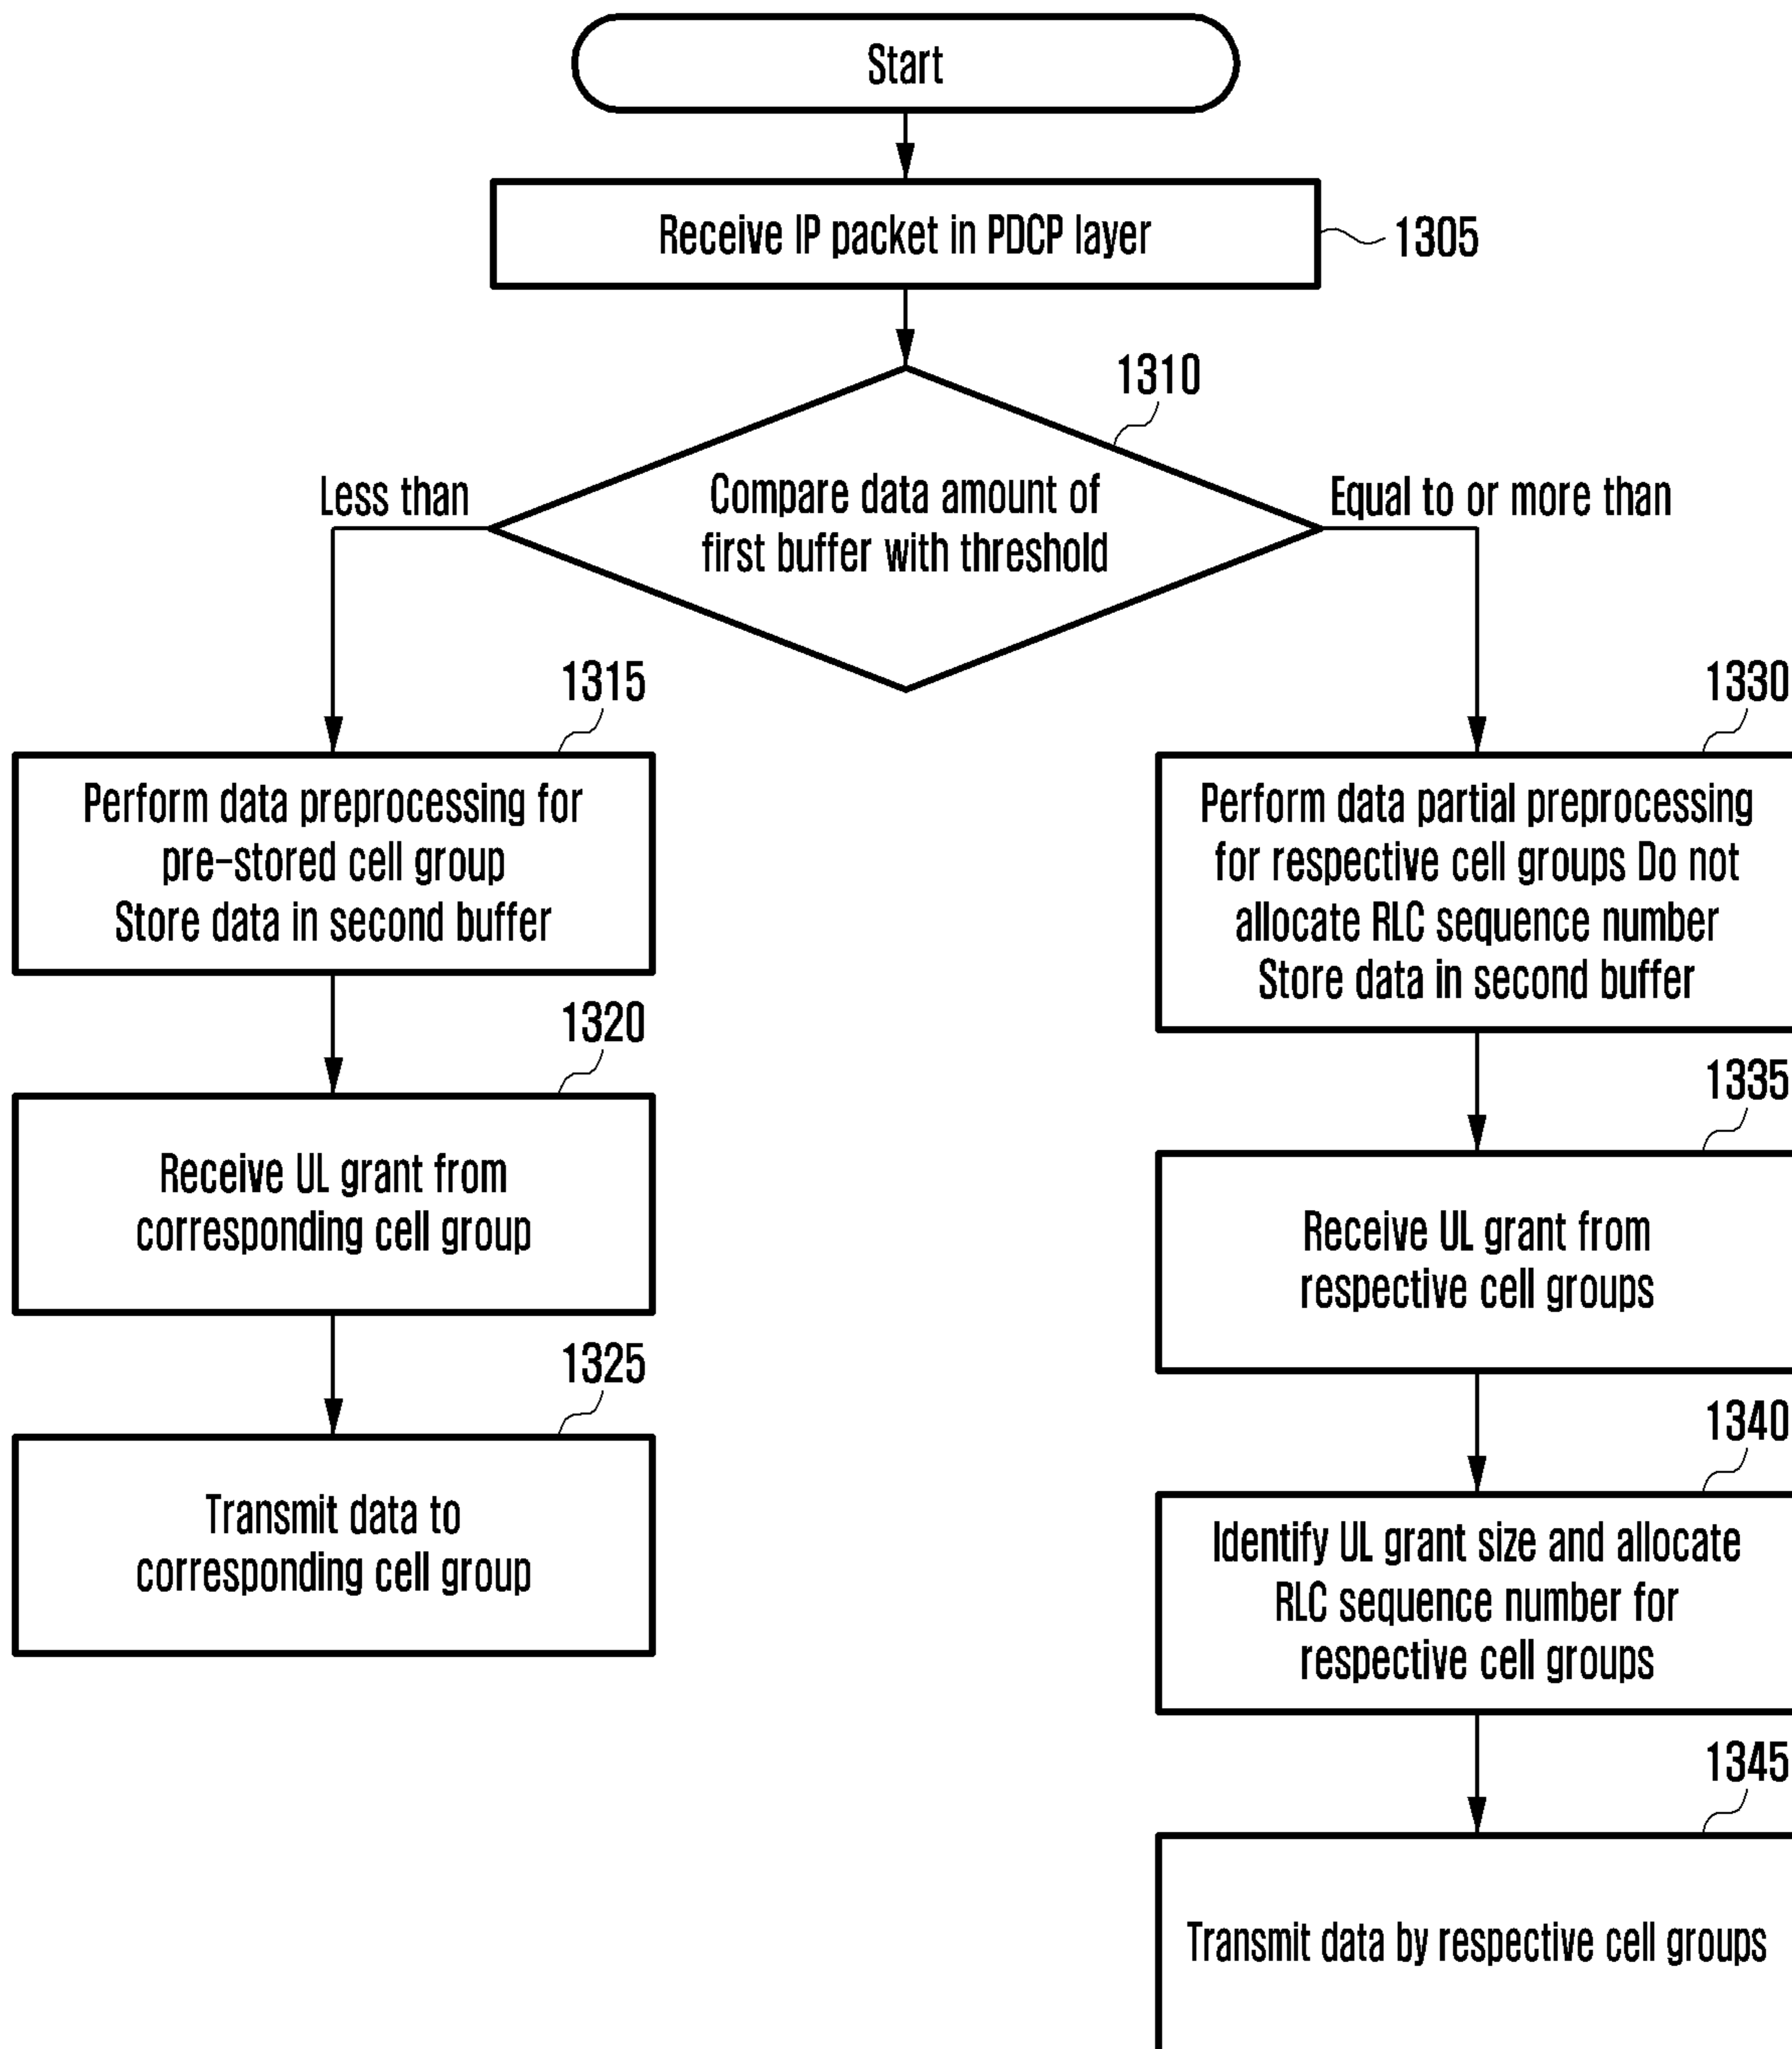 Start
Receive IP packet in PDCP layer
1305
1310
Compare data amount of
first buffer with threshold
Less than
Equal to or more than
1315
Perform data preprocessing for
pre-stored cell group
Store data in second buffer
1320
Receive UL grant from
corresponding cell group
1325
Transmit data to
corresponding cell group
1330
Perform data partial preprocessing
for respective cell groups Do not
allocate RLC sequence number
Store data in second buffer
1335
Receive UL grant from
respective cell groups
1340
Identify UL grant size and allocate
RLC sequence number for
respective cell groups
1345
Transmit data by respective cell groups